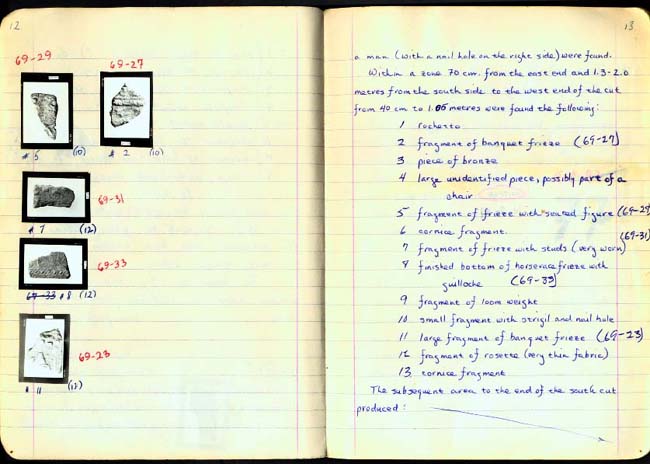 12
69-29
69-27
# 5 (10)
# 2 (10)
69-31
# 7 (12)
69-33
69-33 # 8 (12)
69-23
# 11 (12)
13
a man (with a nail hole on the right side) were found.
Within a zone 70 cm. from the east end and 1.3-2.0
metres from the south side to the west end of the cut
from 40 cm to 1.05 metres were found the following:
1 rochetto
2 fragment of banquet frieze (69-27)
3 piece of bronze
4 large unidentified piece, possibly part of a
chair
5 fragment of frieze with seated figure (69-29)
6 cornice fragment.
7 fragment of frieze with studs (very worn) (69-31)
8 finished bottom of horserace frieze with
guilloche (69-33)
9 fragment of loom weight
10 small fragment with strigil and nail hole
11 large fragment of banquet frieze (69-23)
12 fragment of rosette (very thin fabric)
13 cornice fragment
The subsequent area to the end of the south cut
produced: